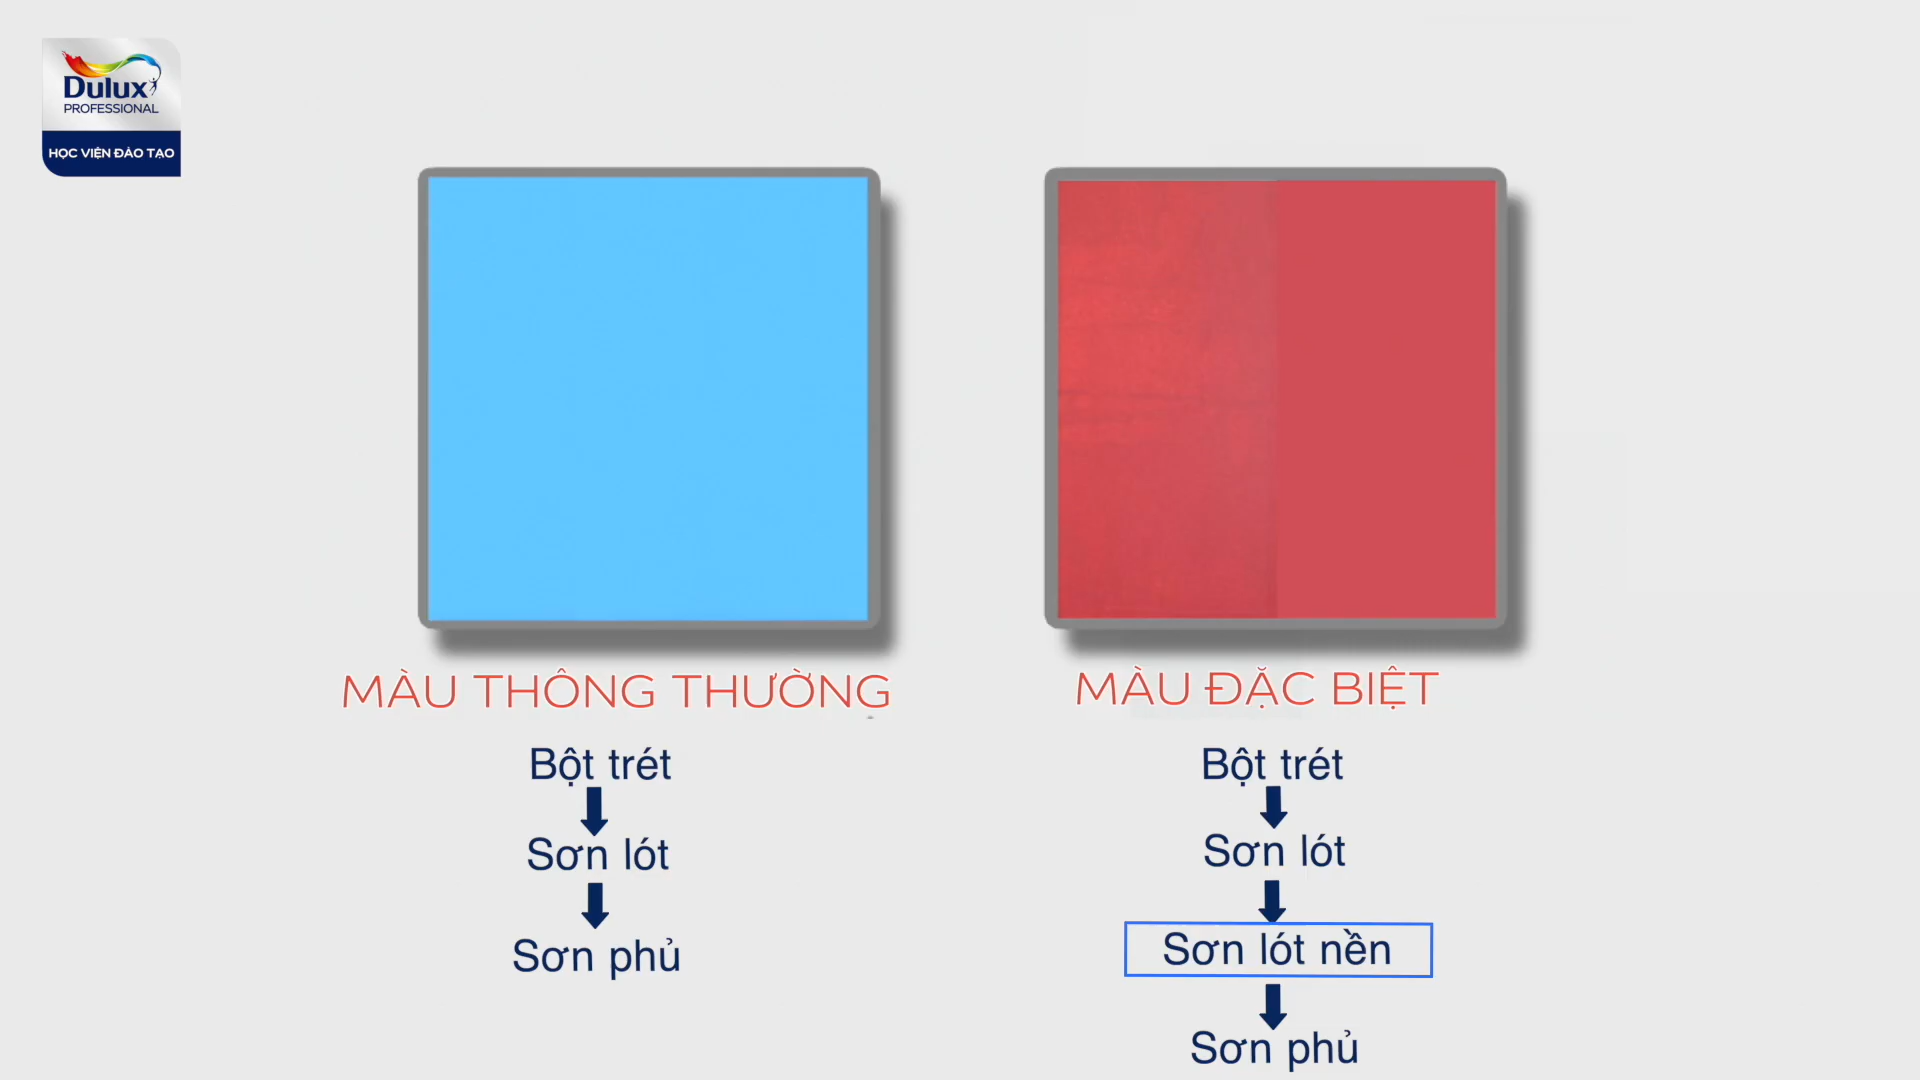 Dulux
PROFESSIONAL
HỌC VIỆN ĐÀO TẠO
MÀU THÔNG THƯỜNG
Bột trét
Sơn lót
Sơn phủ
MÀU ĐẶC BIỆT
Bột trét
Sơn lót
Sơn lót nền
Sơn phủ